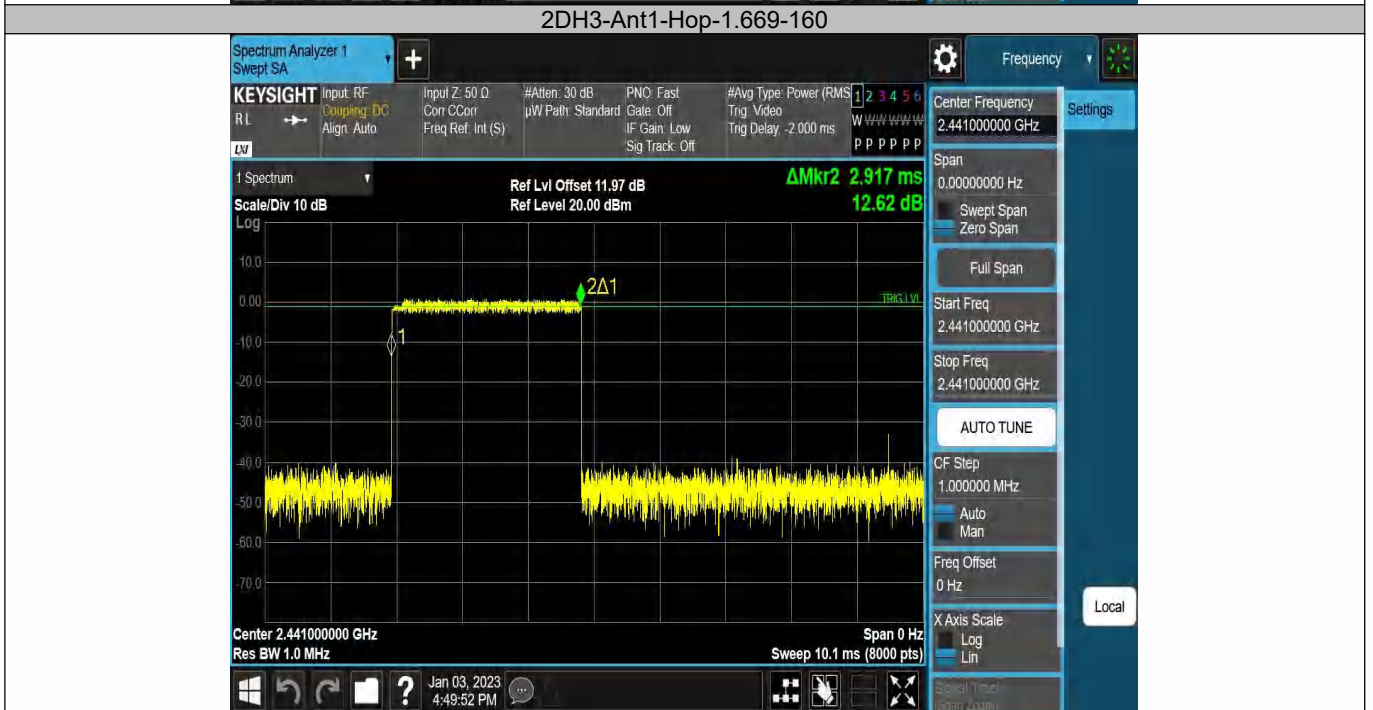 2DH3-Ant1-Hop-1.669-160
Spectrum Analyzer 1
Swept SA
+
Frequency
KEYSIGHT
RL
LXI
Input: RF
Coupling: DC
Align: Auto
Input Z: 50 Ω
Corr CCorr
Freq Ref: Int (S)
#Atten: 30 dB
µW Path: Standard
PNO: Fast
Gate: Off
IF Gain: Low
Sig Track: Off
#Avg Type: Power (RMS
Trig: Video
Trig Delay: -2.000 ms
1 2 3 4 5 6
W W W W W W
P P P P P P
Center Frequency
2.441000000 GHz
Settings
Span
0.00000000 Hz
Swept Span
Zero Span
Full Span
Start Freq
2.441000000 GHz
Stop Freq
2.441000000 GHz
AUTO TUNE
CF Step
1.000000 MHz
Auto
Man
Freq Offset
0 Hz
X Axis Scale
Log
Lin
Local
1 Spectrum
Scale/Div 10 dB
Log
Ref Lvl Offset 11.97 dB
Ref Level 20.00 dBm
ΔMkr2 2.917 ms
12.62 dB
10.0
0.00
-10.0
-20.0
-30.0
-40.0
-50.0
-60.0
-70.0
2Δ1
1
TRIG LVL
Center 2.441000000 GHz
Res BW 1.0 MHz
Span 0 Hz
Sweep 10.1 ms (8000 pts)
?
Jan 03, 2023
4:49:52 PM